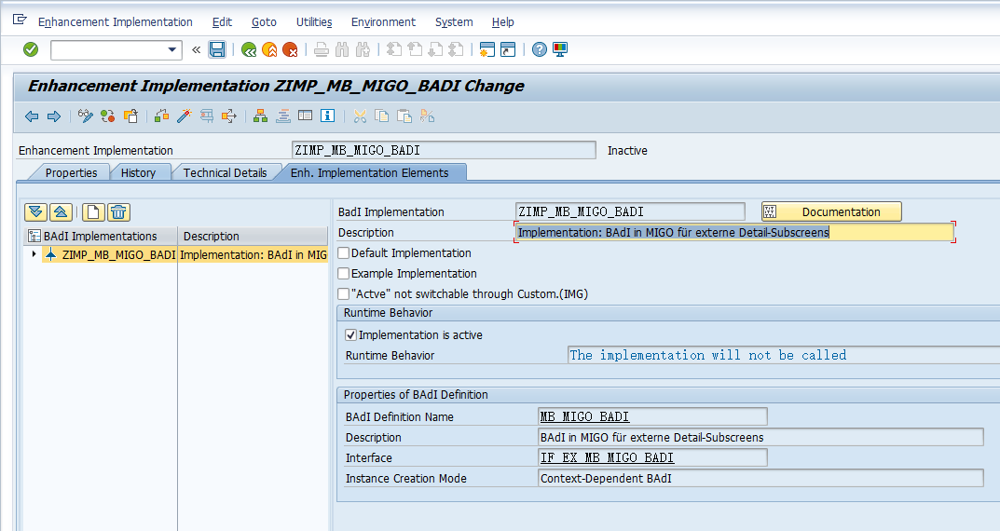 Enhancement Implementation Edit Goto Utilities Environment System Help
Enhancement Implementation ZIMP_MB_MIGO_BADI Change
Enhancement Implementation ZIMP_MB_MIGO_BADI Inactive
Properties History Technical Details Enh. Implementation Elements
BAdI Implementations Description
ZIMP_MB_MIGO_BADI Implementation: BAdI in MIG
BadI Implementation ZIMP_MB_MIGO_BADI Documentation
Description Implementation: BAdI in MIGO für externe Detail-Subscreens
Default Implementation
Example Implementation
"Actve" not switchable through Custom.(IMG)
Runtime Behavior
Implementation is active
Runtime Behavior The implementation will not be called
Properties of BAdI Definition
BAdI Definition Name MB_MIGO_BADI
Description BAdI in MIGO für externe Detail-Subscreens
Interface IF_EX_MB_MIGO_BADI
Instance Creation Mode Context-Dependent BAdI